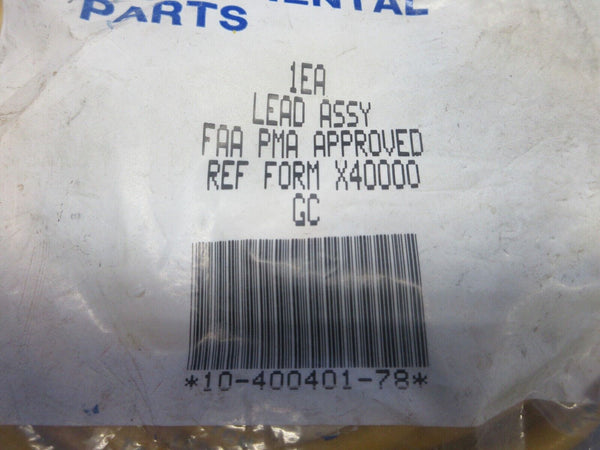 PARTS
1EA
LEAD ASSY
FAA PMA APPROVED
REF FORM X40000
GC
*10-400401-78*